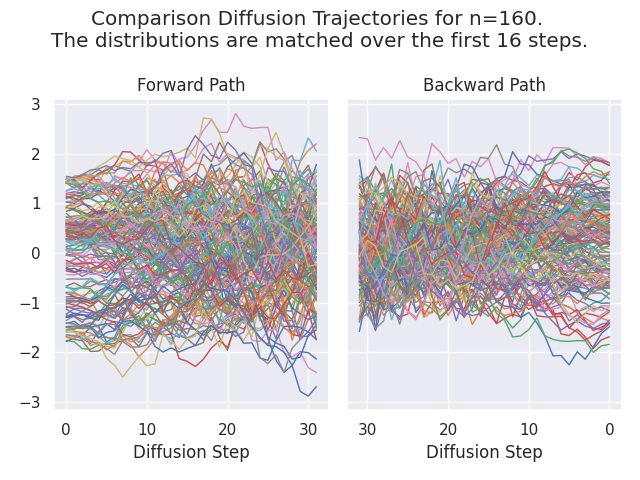 Comparison Diffusion Trajectories for n=160.
The distributions are matched over the first 16 steps.
Forward Path
Backward Path
3
2
1
0
−1
−2
−3
0 10 20 30
30 20 10 0
Diffusion Step
Diffusion Step